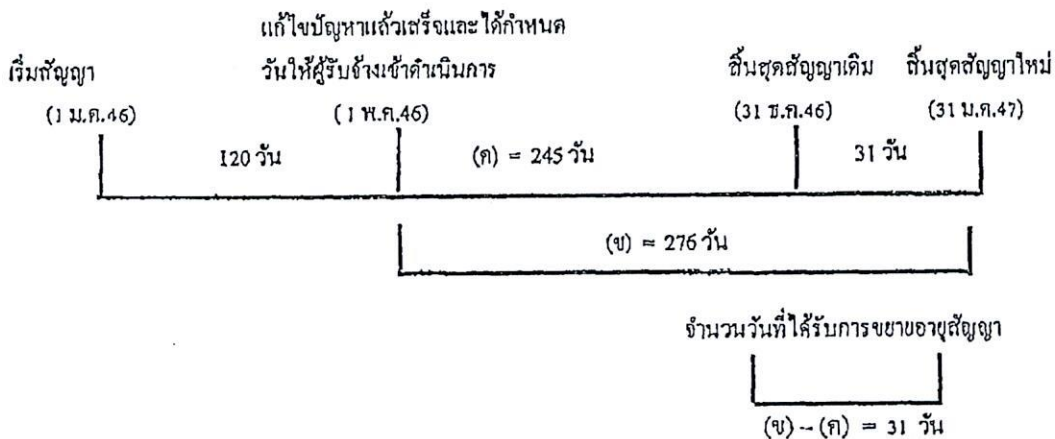 แก้ไขปัญหาแล้วเสร็จและได้กำหนด
เริ่มสัญญา วันให้ผู้รับจ้างเข้าดำเนินการ สิ้นสุดสัญญาเดิม สิ้นสุดสัญญาใหม่
(1 ม.ค.46) (1 พ.ค.46) (31 ธ.ค.46) (31 ม.ค.47)
120 วัน (ค) = 245 วัน 31 วัน
(ข) = 276 วัน
จำนวนวันที่ได้รับการขยายอายุสัญญา
(ข) – (ค) = 31 วัน